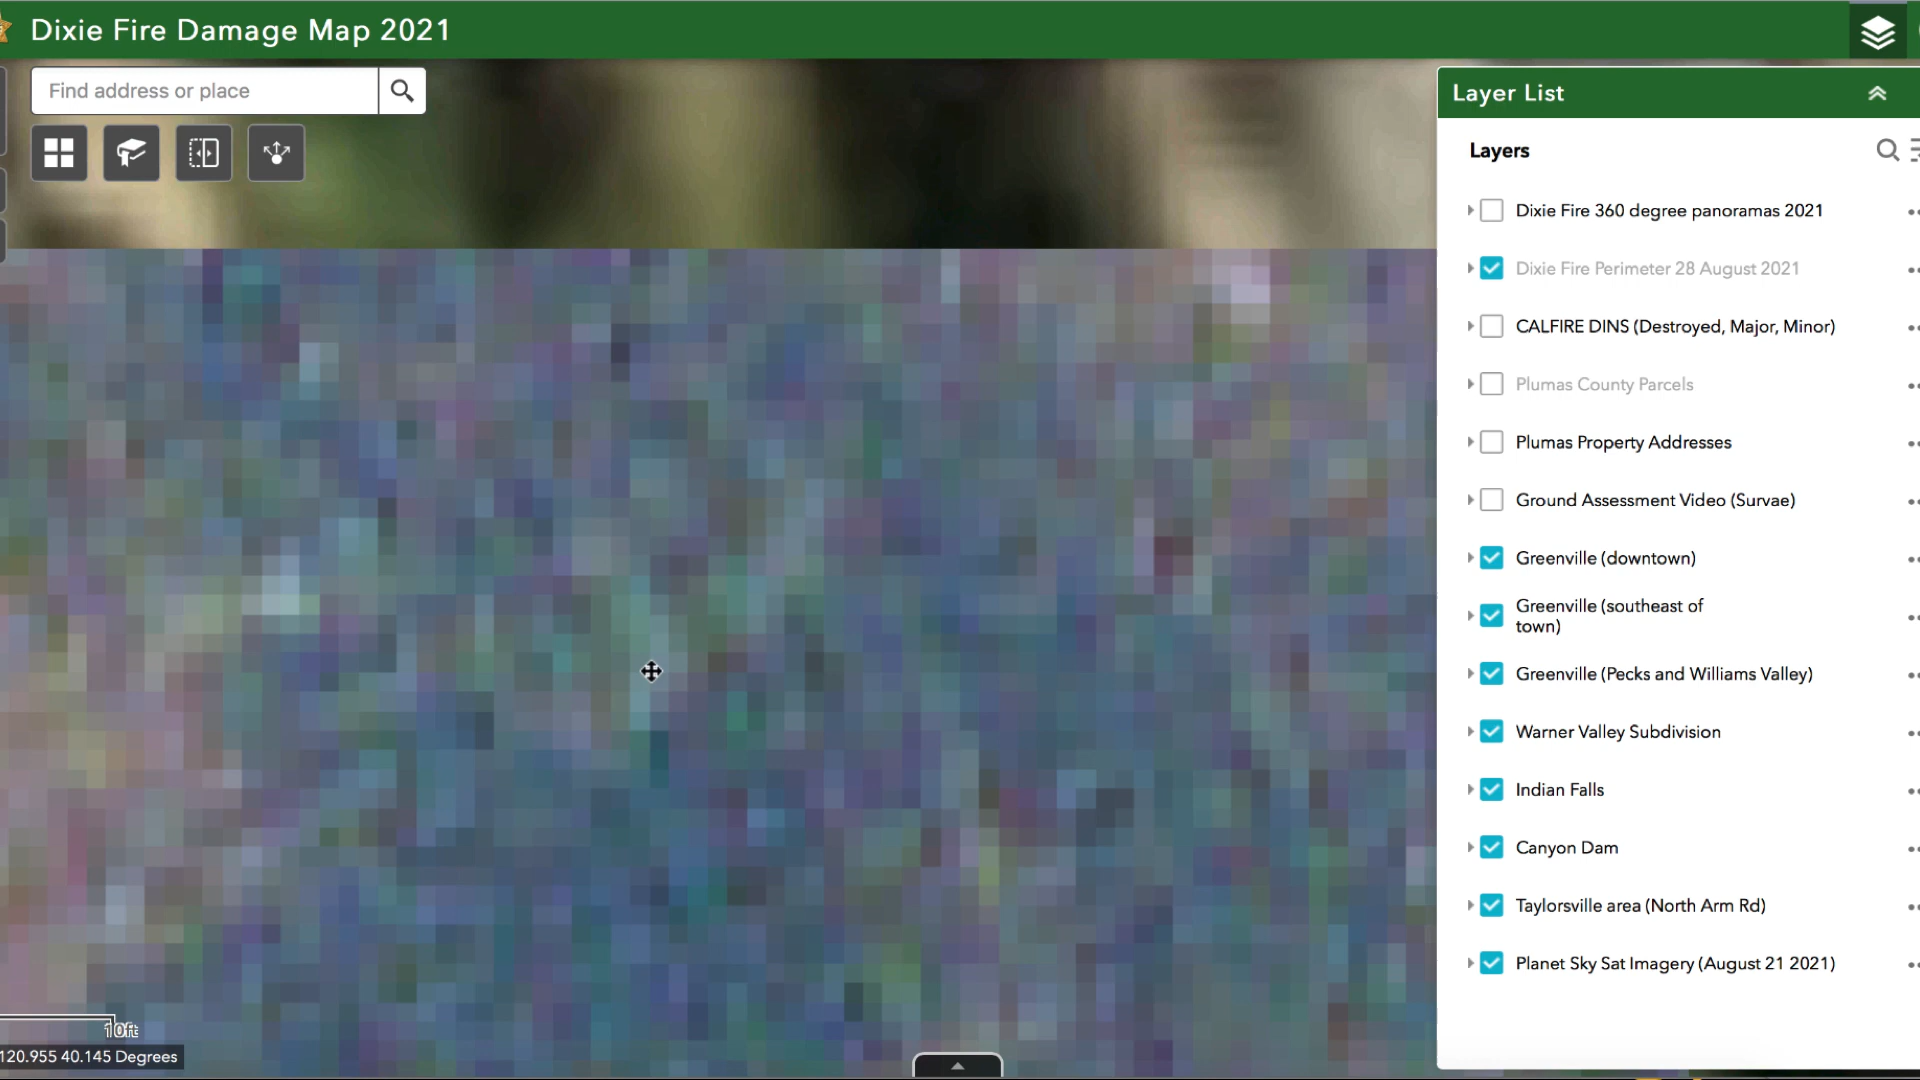 Dixie Fire Damage Map 2021
Find address or place
Layer List
Layers
Dixie Fire 360 degree panoramas 2021
Dixie Fire Perimeter 28 August 2021
CALFIRE DINS (Destroyed, Major, Minor)
Plumas County Parcels
Plumas Property Addresses
Ground Assessment Video (Survae)
Greenville (downtown)
Greenville (southeast of
town)
Greenville (Pecks and Williams Valley)
Warner Valley Subdivision
Indian Falls
Canyon Dam
Taylorsville area (North Arm Rd)
Planet Sky Sat Imagery (August 21 2021)
10ft
120.955 40.145 Degrees